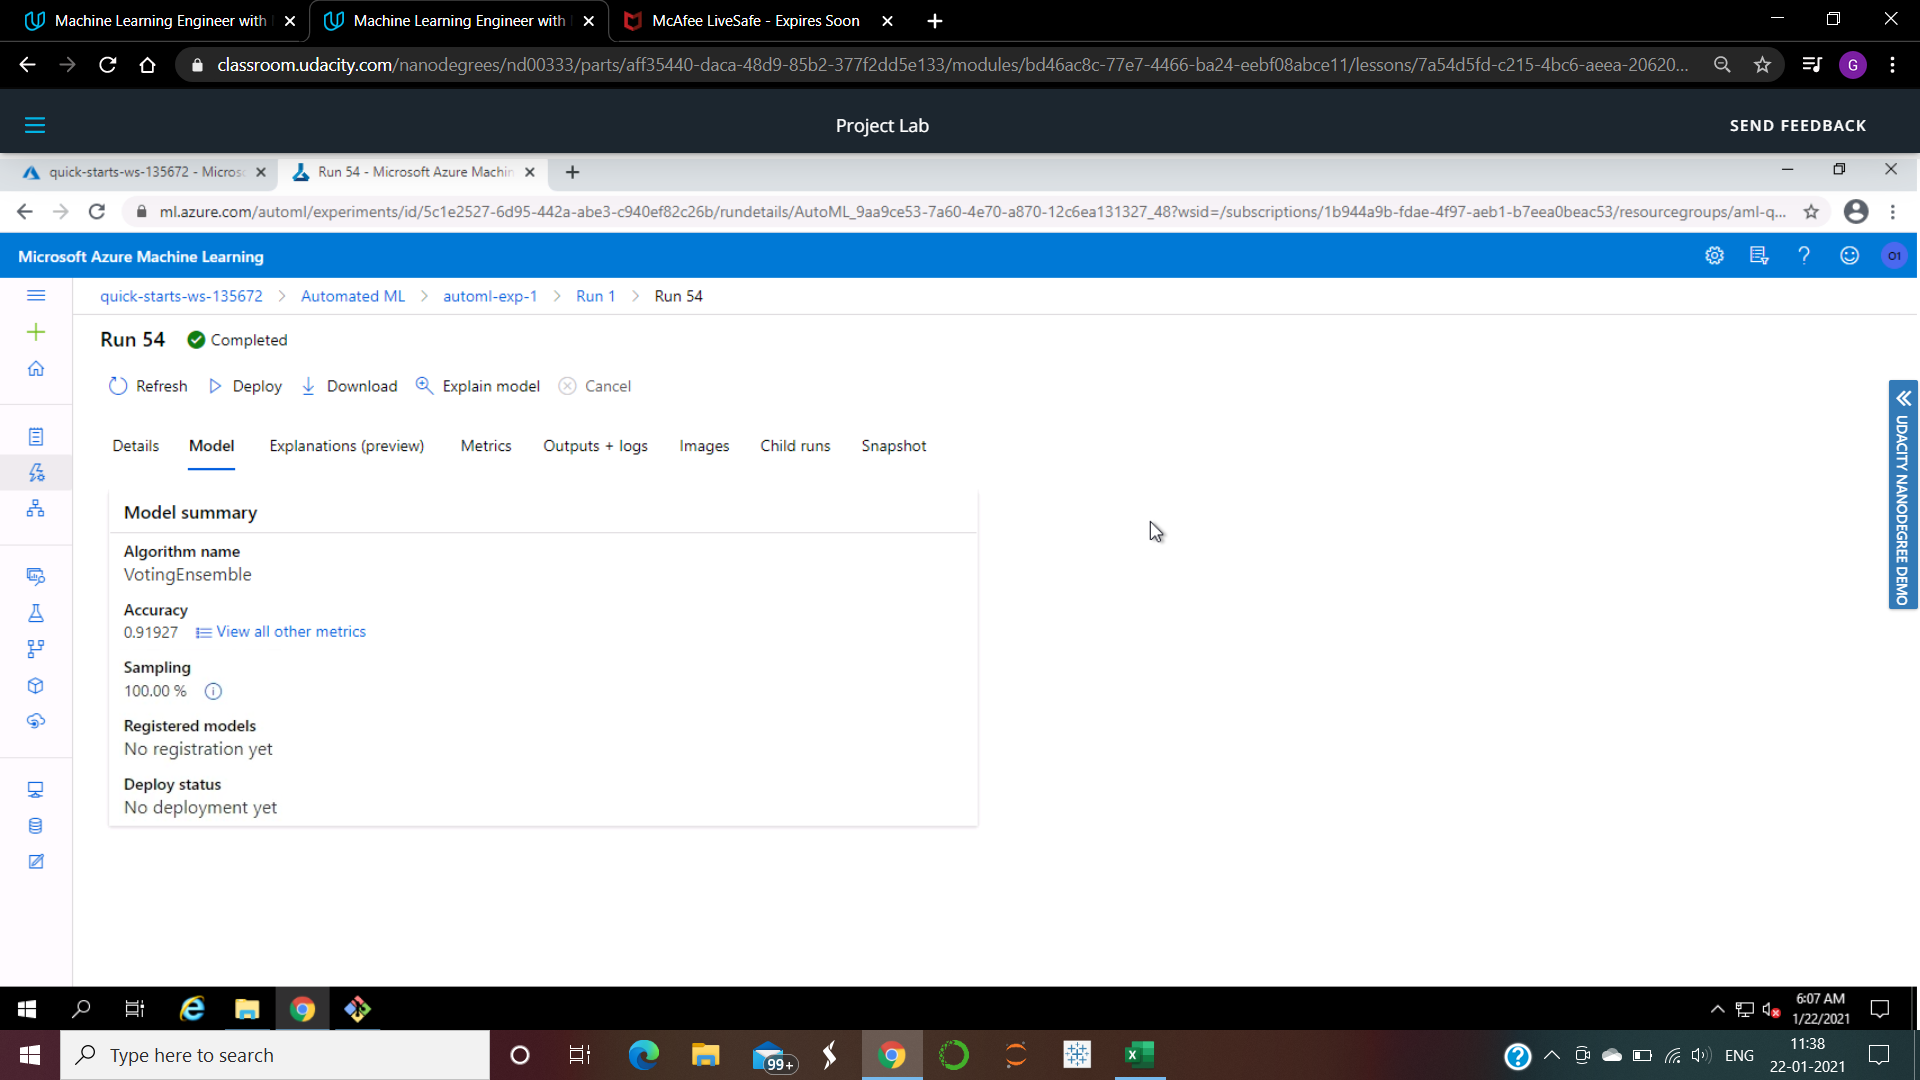 Machine Learning Engineer with
Machine Learning Engineer with
McAfee LiveSafe - Expires Soon
classroom.udacity.com/nanodegrees/nd00333/parts/aff35440-daca-48d9-85b2-377f2dd5e133/modules/bd46ac8c-77e7-4466-ba24-eebf08abce11/lessons/7a54d5fd-c215-4bc6-aeea-20620...
G
Project Lab
SEND FEEDBACK
quick-starts-ws-135672 - Micros
Run 54 - Microsoft Azure Machin
ml.azure.com/automl/experiments/id/5c1e2527-6d95-442a-abe3-c940ef82c26b/rundetails/AutoML_9aa9ce53-7a60-4e70-a870-12c6ea131327_48?wsid=/subscriptions/1b944a9b-fdae-4f97-aeb1-b7eea0beac53/resourcegroups/aml-q...
Microsoft Azure Machine Learning
O1
quick-starts-ws-135672 > Automated ML > automl-exp-1 > Run 1 > Run 54
Run 54 Completed
Refresh Deploy Download Explain model Cancel
Details Model Explanations (preview) Metrics Outputs + logs Images Child runs Snapshot
Model summary
Algorithm name
VotingEnsemble
Accuracy
0.91927 View all other metrics
Sampling
100.00 %
Registered models
No registration yet
Deploy status
No deployment yet
UDACITY NANODEGREE DEMO
6:07 AM
1/22/2021
Type here to search
99+
ENG
11:38
22-01-2021